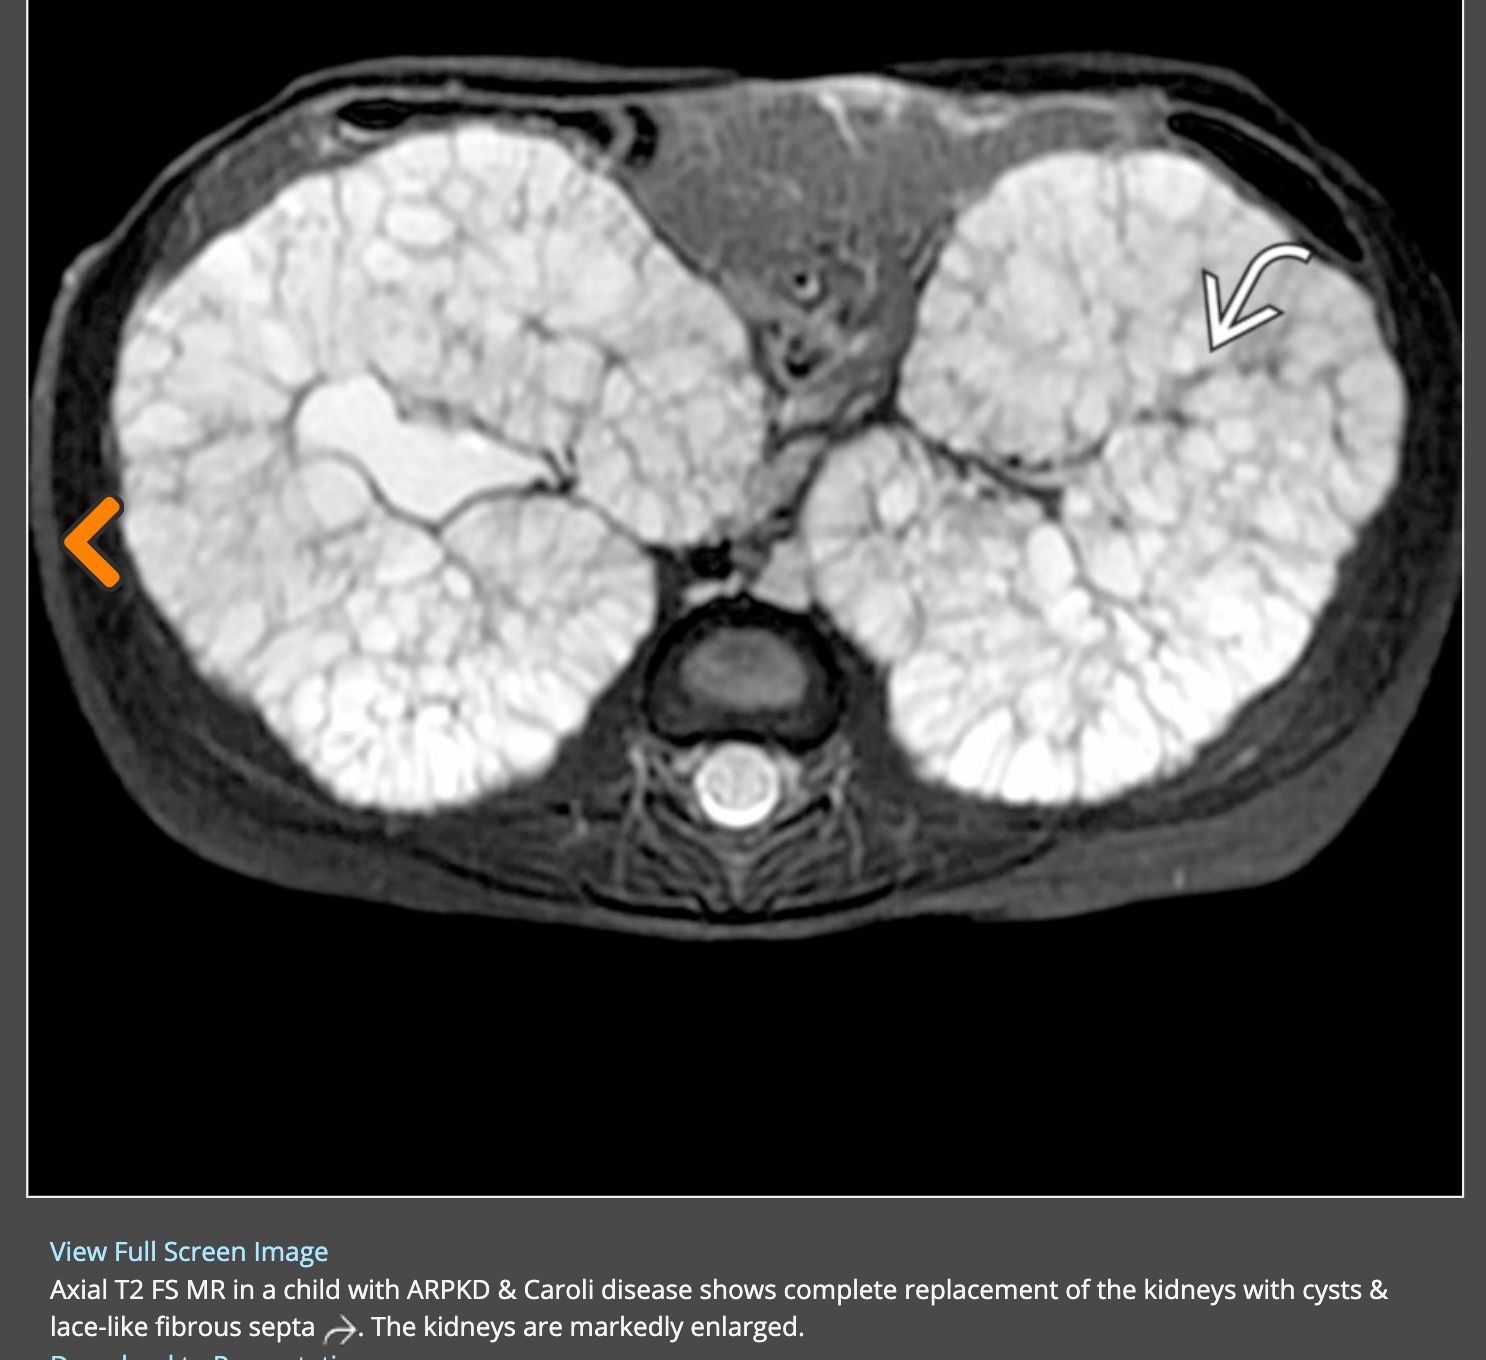 View Full Screen Image
Axial T2 FS MR in a child with ARPKD & Caroli disease shows complete replacement of the kidneys with cysts &
lace-like fibrous septa . The kidneys are markedly enlarged.